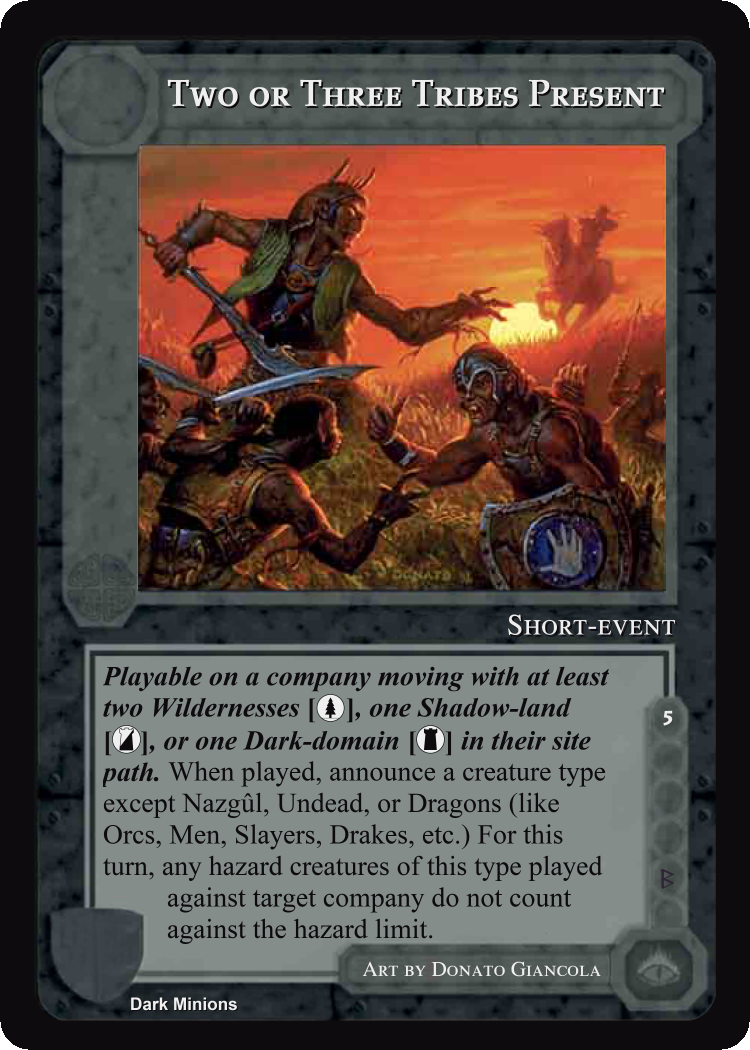 Two or Three Tribes Present
DONATO
Short-event
Playable on a company moving with at least
two Wildernesses [], one Shadow-land
[], or one Dark-domain [] in their site
path. When played, announce a creature type
except Nazgûl, Undead, or Dragons (like
Orcs, Men, Slayers, Drakes, etc.) For this
turn, any hazard creatures of this type played
against target company do not count
against the hazard limit.
5
Art by Donato Giancola
Dark Minions